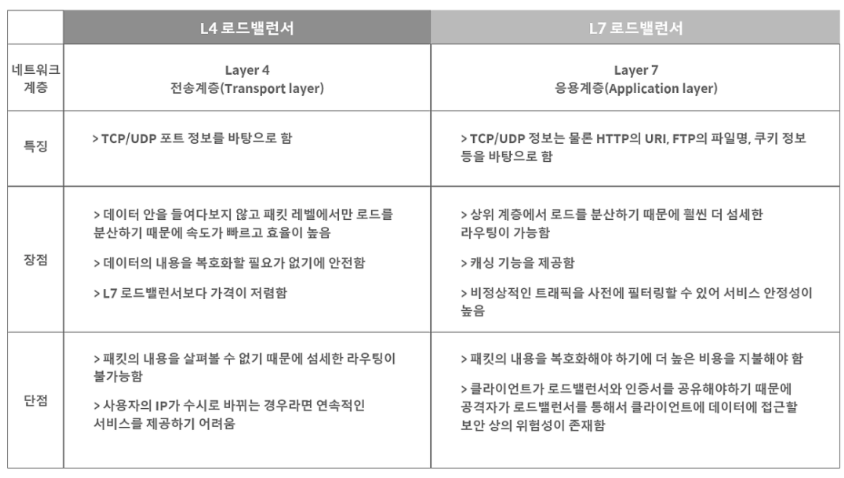 L4 로드밸런서
L7 로드밸런서
네트워크
계층
Layer 4
전송계층(Transport layer)
Layer 7
응용계층(Application layer)
특징
> TCP/UDP 포트 정보를 바탕으로 함
> TCP/UDP 정보는 물론 HTTP의 URI, FTP의 파일명, 쿠키 정보
등을 바탕으로 함
장점
> 데이터 안을 들여다보지 않고 패킷 레벨에서만 로드를
분산하기 때문에 속도가 빠르고 효율이 높음
> 데이터의 내용을 복호화할 필요가 없기에 안전함
> L7 로드밸런서보다 가격이 저렴함
> 상위 계층에서 로드를 분산하기 때문에 훨씬 더 섬세한
라우팅이 가능함
> 캐싱 기능을 제공함
> 비정상적인 트래픽을 사전에 필터링할 수 있어 서비스 안정성이
높음
단점
> 패킷의 내용을 살펴볼 수 없기 때문에 섬세한 라우팅이
불가능함
> 사용자의 IP가 수시로 바뀌는 경우라면 연속적인
서비스를 제공하기 어려움
> 패킷의 내용을 복호화해야 하기에 더 높은 비용을 지불해야 함
> 클라이언트가 로드밸런서와 인증서를 공유해야하기 때문에
공격자가 로드밸런서를 통해서 클라이언트에 데이터에 접근할
보안 상의 위험성이 존재함